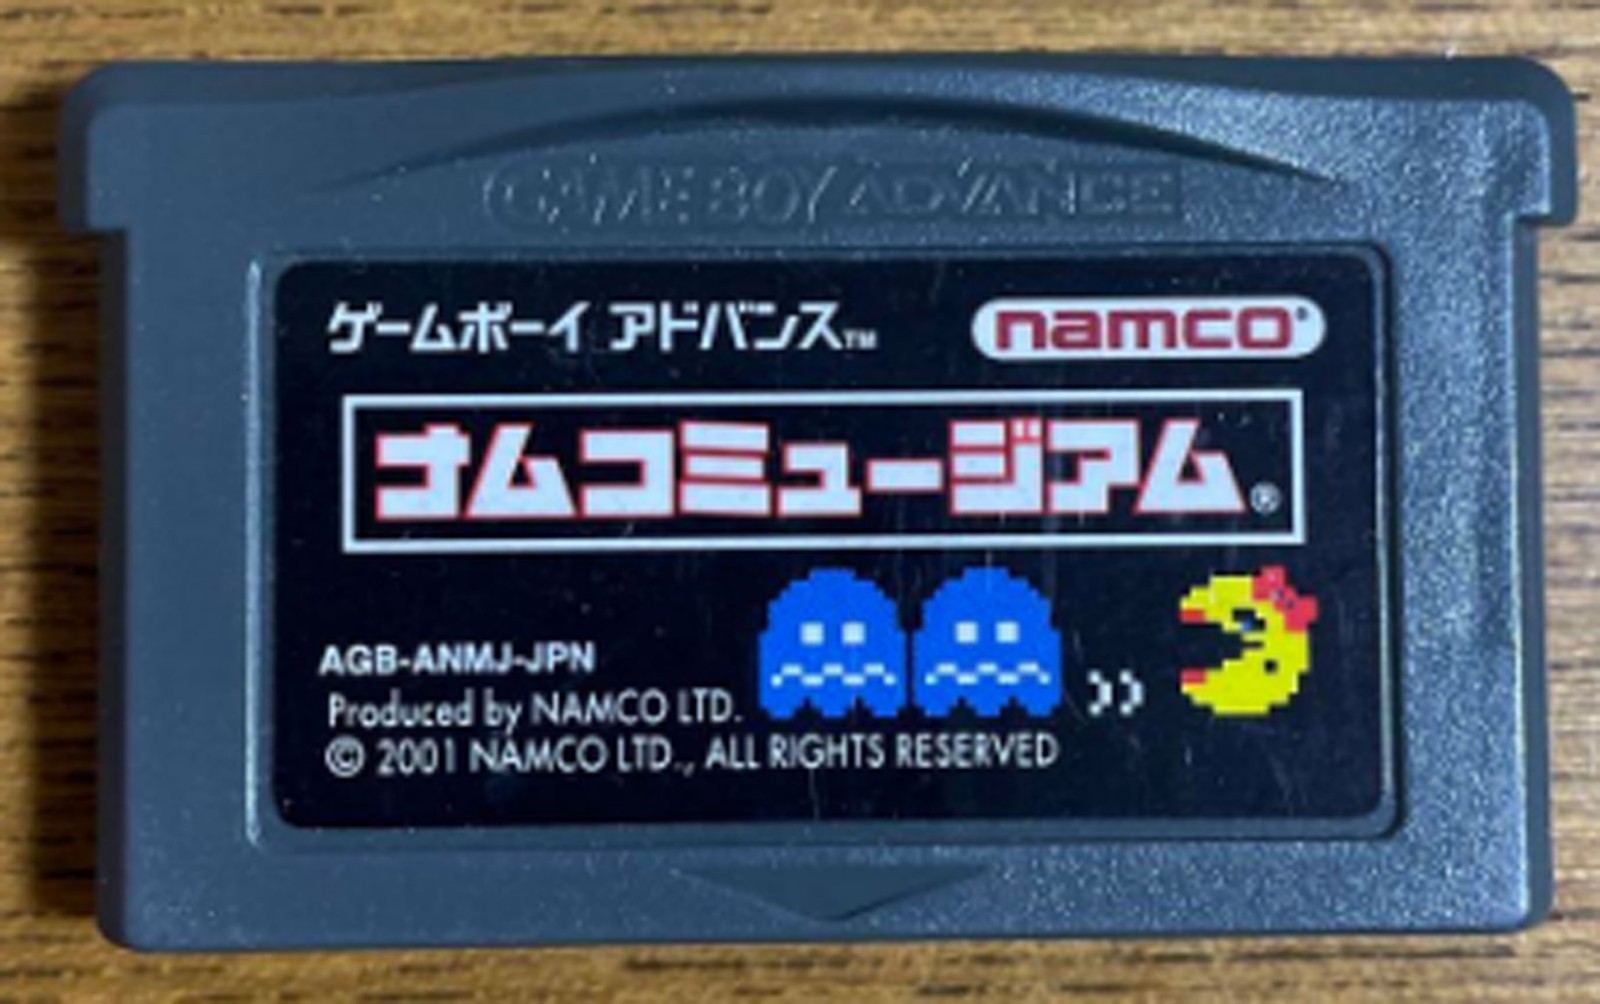 GAME BOY ADVANCE
ゲームボーイ アドバンス™
namco®
ナムコミュージアム®
AGB-ANMJ-JPN
Produced by NAMCO LTD.
© 2001 NAMCO LTD., ALL RIGHTS RESERVED